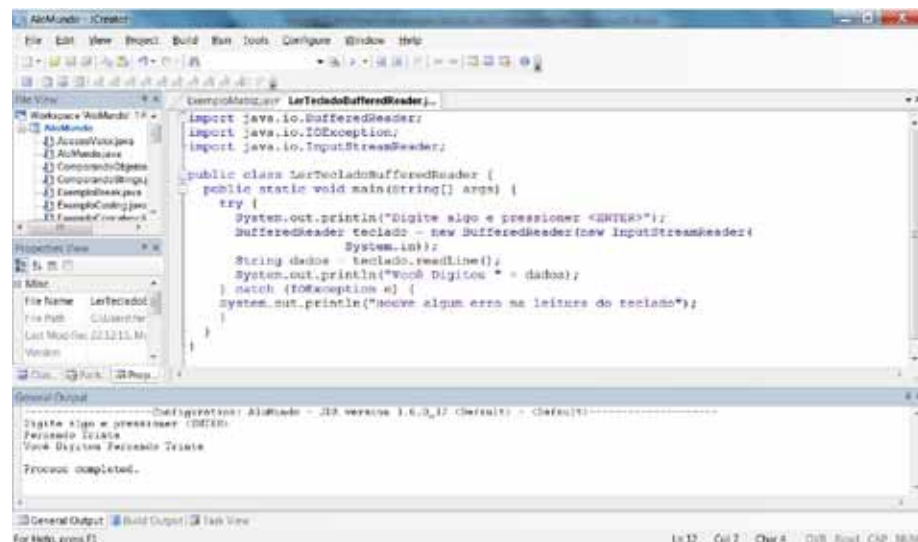 AloMundo - JCreator
File Edit View Project Build Run Tools Configure Window Help
File View
ExemploMatriz.java LerTecladoBufferedReader.j...
Workspace 'AloMundo'
AloMundo
AcessoVetor.java
AloMundo.java
ComparandoObjetos
ComparandoStrings.j
ExemploBreak.java
ExemploCasting.java
import java.io.BufferedReader;
import java.io.IOException;
import java.io.InputStreamReader;
public class LerTecladoBufferedReader {
public static void main(String[] args) {
try {
System.out.println("Digite algo e pressioner <ENTER>");
BufferedReader teclado = new BufferedReader(new InputStreamReader(
System.in));
String dados = teclado.readLine();
System.out.println("Você Digitou " + dados);
} catch (IOException e) {
System.out.println("houve algum erro na leitura do teclado");
}
}
}
Properties View
Misc
File Name LerTeclado
File Path
Last Modified
Version
General Output
Configuration: AloMundo - JDK version 1.6.0_17 <Default> - <Default>
Digite algo e pressioner <ENTER>
Fernando
Você Digitou Fernando
Process completed.
General Output Build Output Task View
For Help, press F1
Ln 12 Col 7 Char 4 OVR Read CAP NUM